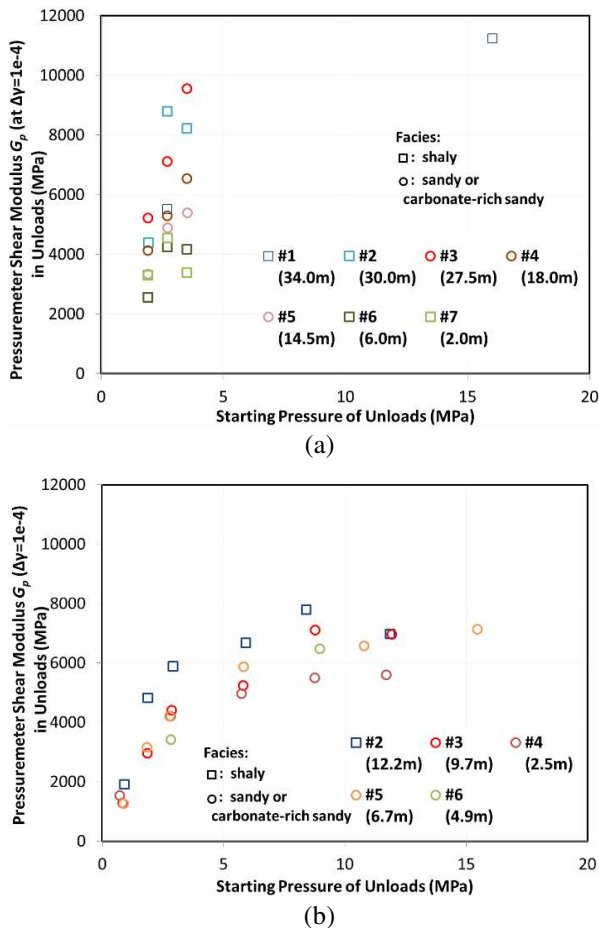 12000
10000
8000
6000
4000
2000
0
Pressuremeter Shear Modulus Gp (at Δγ=1e-4)
in Unloads (MPa)
Facies:
: shaly
: sandy or
carbonate-rich sandy
#1 #2 #3 #4
(34.0m) (30.0m) (27.5m) (18.0m)
#5 #6 #7
(14.5m) (6.0m) (2.0m)
0 5 10 15 20
Starting Pressure of Unloads (MPa)
(a)
12000
10000
8000
6000
4000
2000
0
Pressuremeter Shear Modulus Gp (Δγ=1e-4)
in Unloads (MPa)
#2 #3 #4
(12.2m) (9.7m) (2.5m)
Facies:
: shaly
: sandy or
carbonate-rich sandy
#5 #6
(6.7m) (4.9m)
0 5 10 15 20
Starting Pressure of Unloads (MPa)
(b)